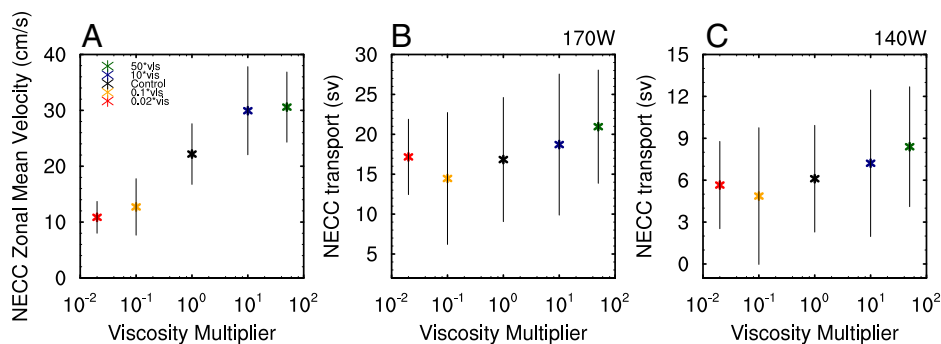 A
NECC Zonal Mean Velocity (cm/s)
40
30
20
10
0
50*vis
10*vis
Control
0.1*vis
0.02*vis
10^-2 10^-1 10^0 10^1 10^2
Viscosity Multiplier
B 170W
NECC transport (sv)
30
25
20
15
10
5
10^-2 10^-1 10^0 10^1 10^2
Viscosity Multiplier
C 140W
NECC transport (sv)
15
12
9
6
3
0
10^-2 10^-1 10^0 10^1 10^2
Viscosity Multiplier